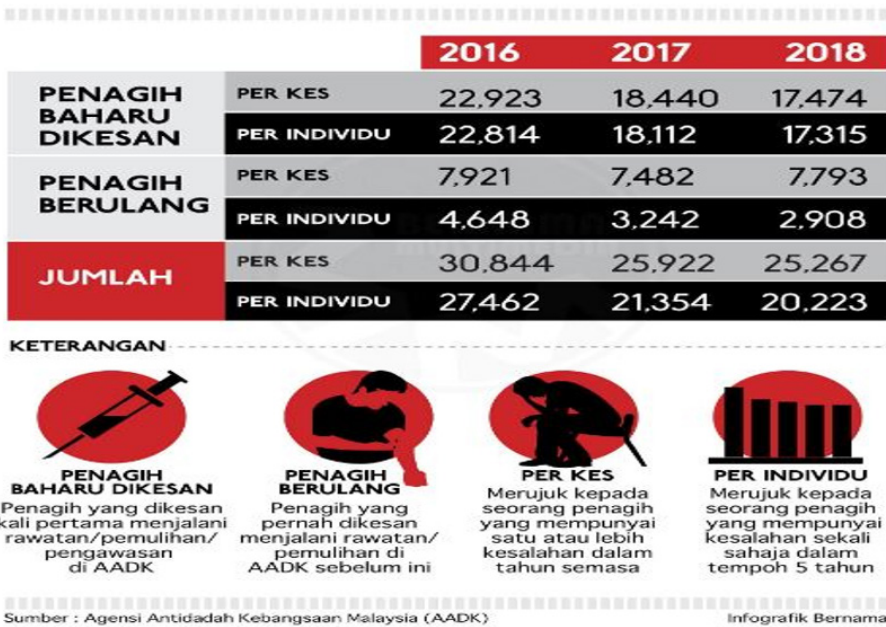 2016 2017 2018
PENAGIH
BAHARU
DIKESAN
PER KES 22,923 18,440 17,474
PER INDIVIDU 22,814 18,112 17,315
PENAGIH
BERULANG
PER KES 7,921 7,482 7,793
PER INDIVIDU 4,648 3,242 2,908
JUMLAH
PER KES 30,844 25,922 25,267
PER INDIVIDU 27,462 21,354 20,223
KETERANGAN
PENAGIH
BAHARU DIKESAN
Penagih yang dikesan
kali pertama menjalani
rawatan/pemulihan/
pengawasan
di AADK
PENAGIH
BERULANG
Penagih yang
pernah dikesan
menjalani rawatan/
pemulihan di
AADK sebelum ini
PER KES
Merujuk kepada
seorang penagih
yang mempunyai
satu atau lebih
kesalahan dalam
tahun semasa
PER INDIVIDU
Merujuk kepada
seorang penagih
yang mempunyai
kesalahan sekali
sahaja dalam
tempoh 5 tahun
Sumber : Agensi Antidadah Kebangsaan Malaysia (AADK)
Infografik Bernama